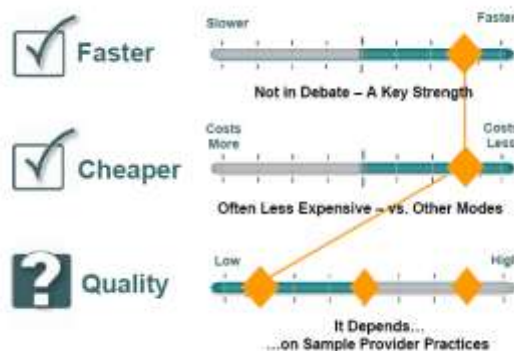 Slower Faster
Faster
Not in Debate – A Key Strength
Costs More Costs Less
Cheaper
Often Less Expensive – vs. Other Modes
?
Low High
Quality
It Depends…
…on Sample Provider Practices